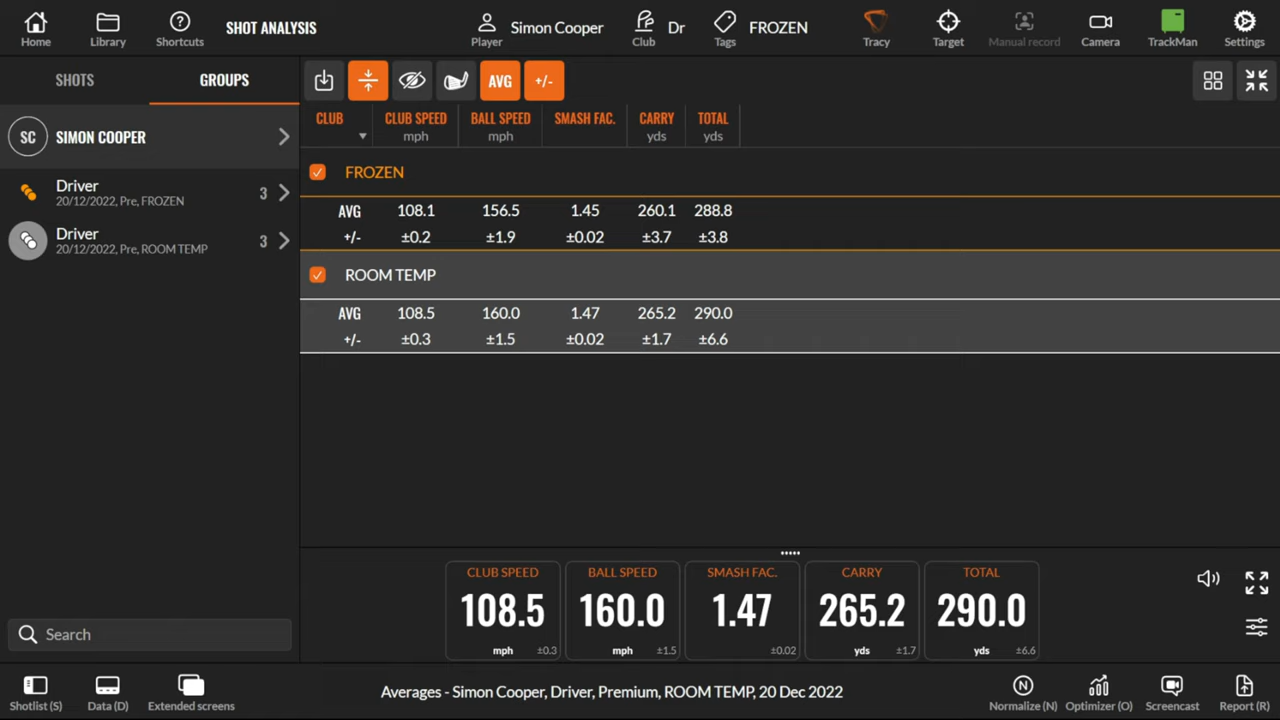 Home Library Shortcuts SHOT ANALYSIS Player Simon Cooper Club Dr Tags FROZEN Tracy Target Manual record Camera TrackMan Settings
SHOTS GROUPS AVG +/-
SC SIMON COOPER
Driver 3
20/12/2022, Pre, FROZEN
Driver 3
20/12/2022, Pre, ROOM TEMP
CLUB CLUB SPEED BALL SPEED SMASH FAC. CARRY TOTAL
mph mph yds yds
FROZEN
AVG 108.1 156.5 1.45 260.1 288.8
+/- ±0.2 ±1.9 ±0.02 ±3.7 ±3.8
ROOM TEMP
AVG 108.5 160.0 1.47 265.2 290.0
+/- ±0.3 ±1.5 ±0.02 ±1.7 ±6.6
CLUB SPEED BALL SPEED SMASH FAC. CARRY TOTAL
108.5 160.0 1.47 265.2 290.0
mph ±0.3 mph ±1.5 ±0.02 yds ±1.7 yds ±6.6
Search
Shotlist (S) Data (D) Extended screens
Averages - Simon Cooper, Driver, Premium, ROOM TEMP, 20 Dec 2022
N Normalize (N) Optimizer (O) Screencast Report (R)